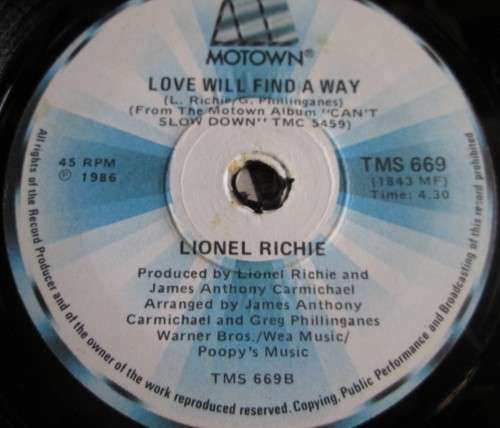 MOTOWN®
LOVE WILL FIND A WAY
(L. Richie/G. Phillinganes)
(From The Motown Album "CAN'T
SLOW DOWN" TMC 5459)
45 RPM
Ⓟ 1986
TMS 669
(1843 MF)
Time: 4.30
LIONEL RICHIE
Produced by Lionel Richie and
James Anthony Carmichael
Arranged by James Anthony
Carmichael and Greg Phillinganes
Warner Bros./Wea Music/
Poopy's Music
TMS 669B
All rights of the Record Producer and of the owner of the work reproduced reserved. Copying, Public Performance and Broadcasting of this record prohibited